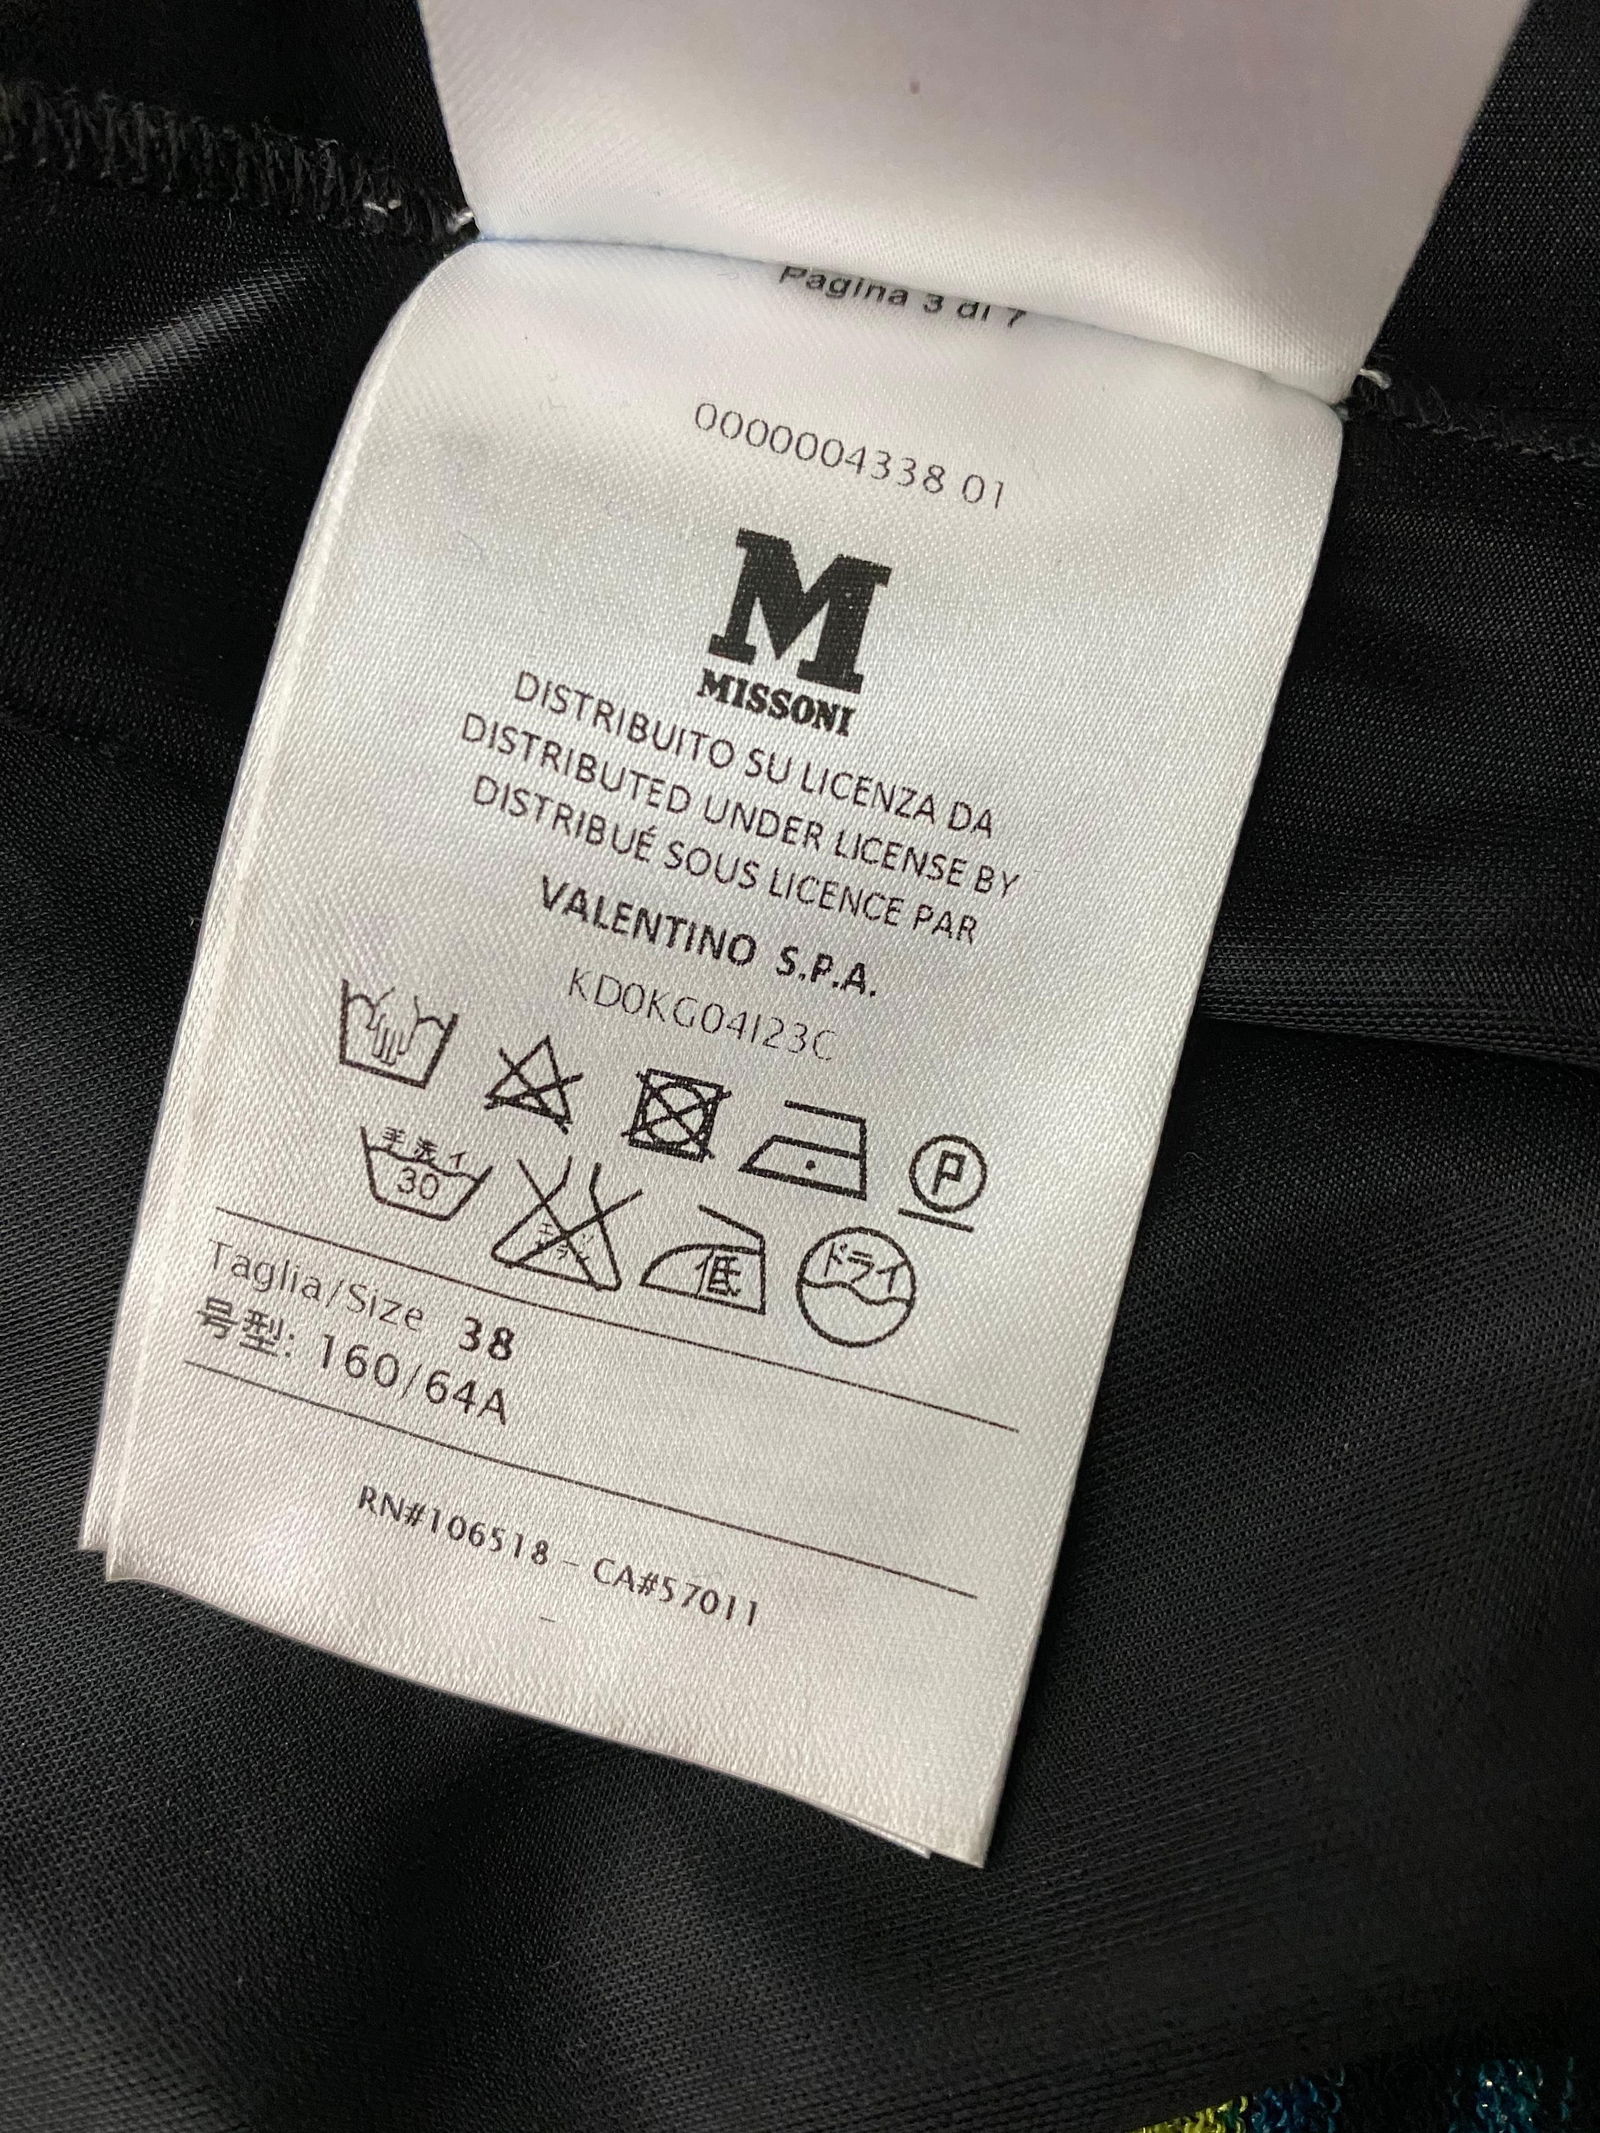 Pagina 3 di 7
0000004338 01
M
MISSONI
DISTRIBUITO SU LICENZA DA
DISTRIBUTED UNDER LICENSE BY
DISTRIBUÉ SOUS LICENCE PAR
VALENTINO S.P.A.
KD0KG04I23C
P
手洗イ
30
低
ドライ
Taglia/Size 38
号型: 160/64A
RN#106518 - CA#57011